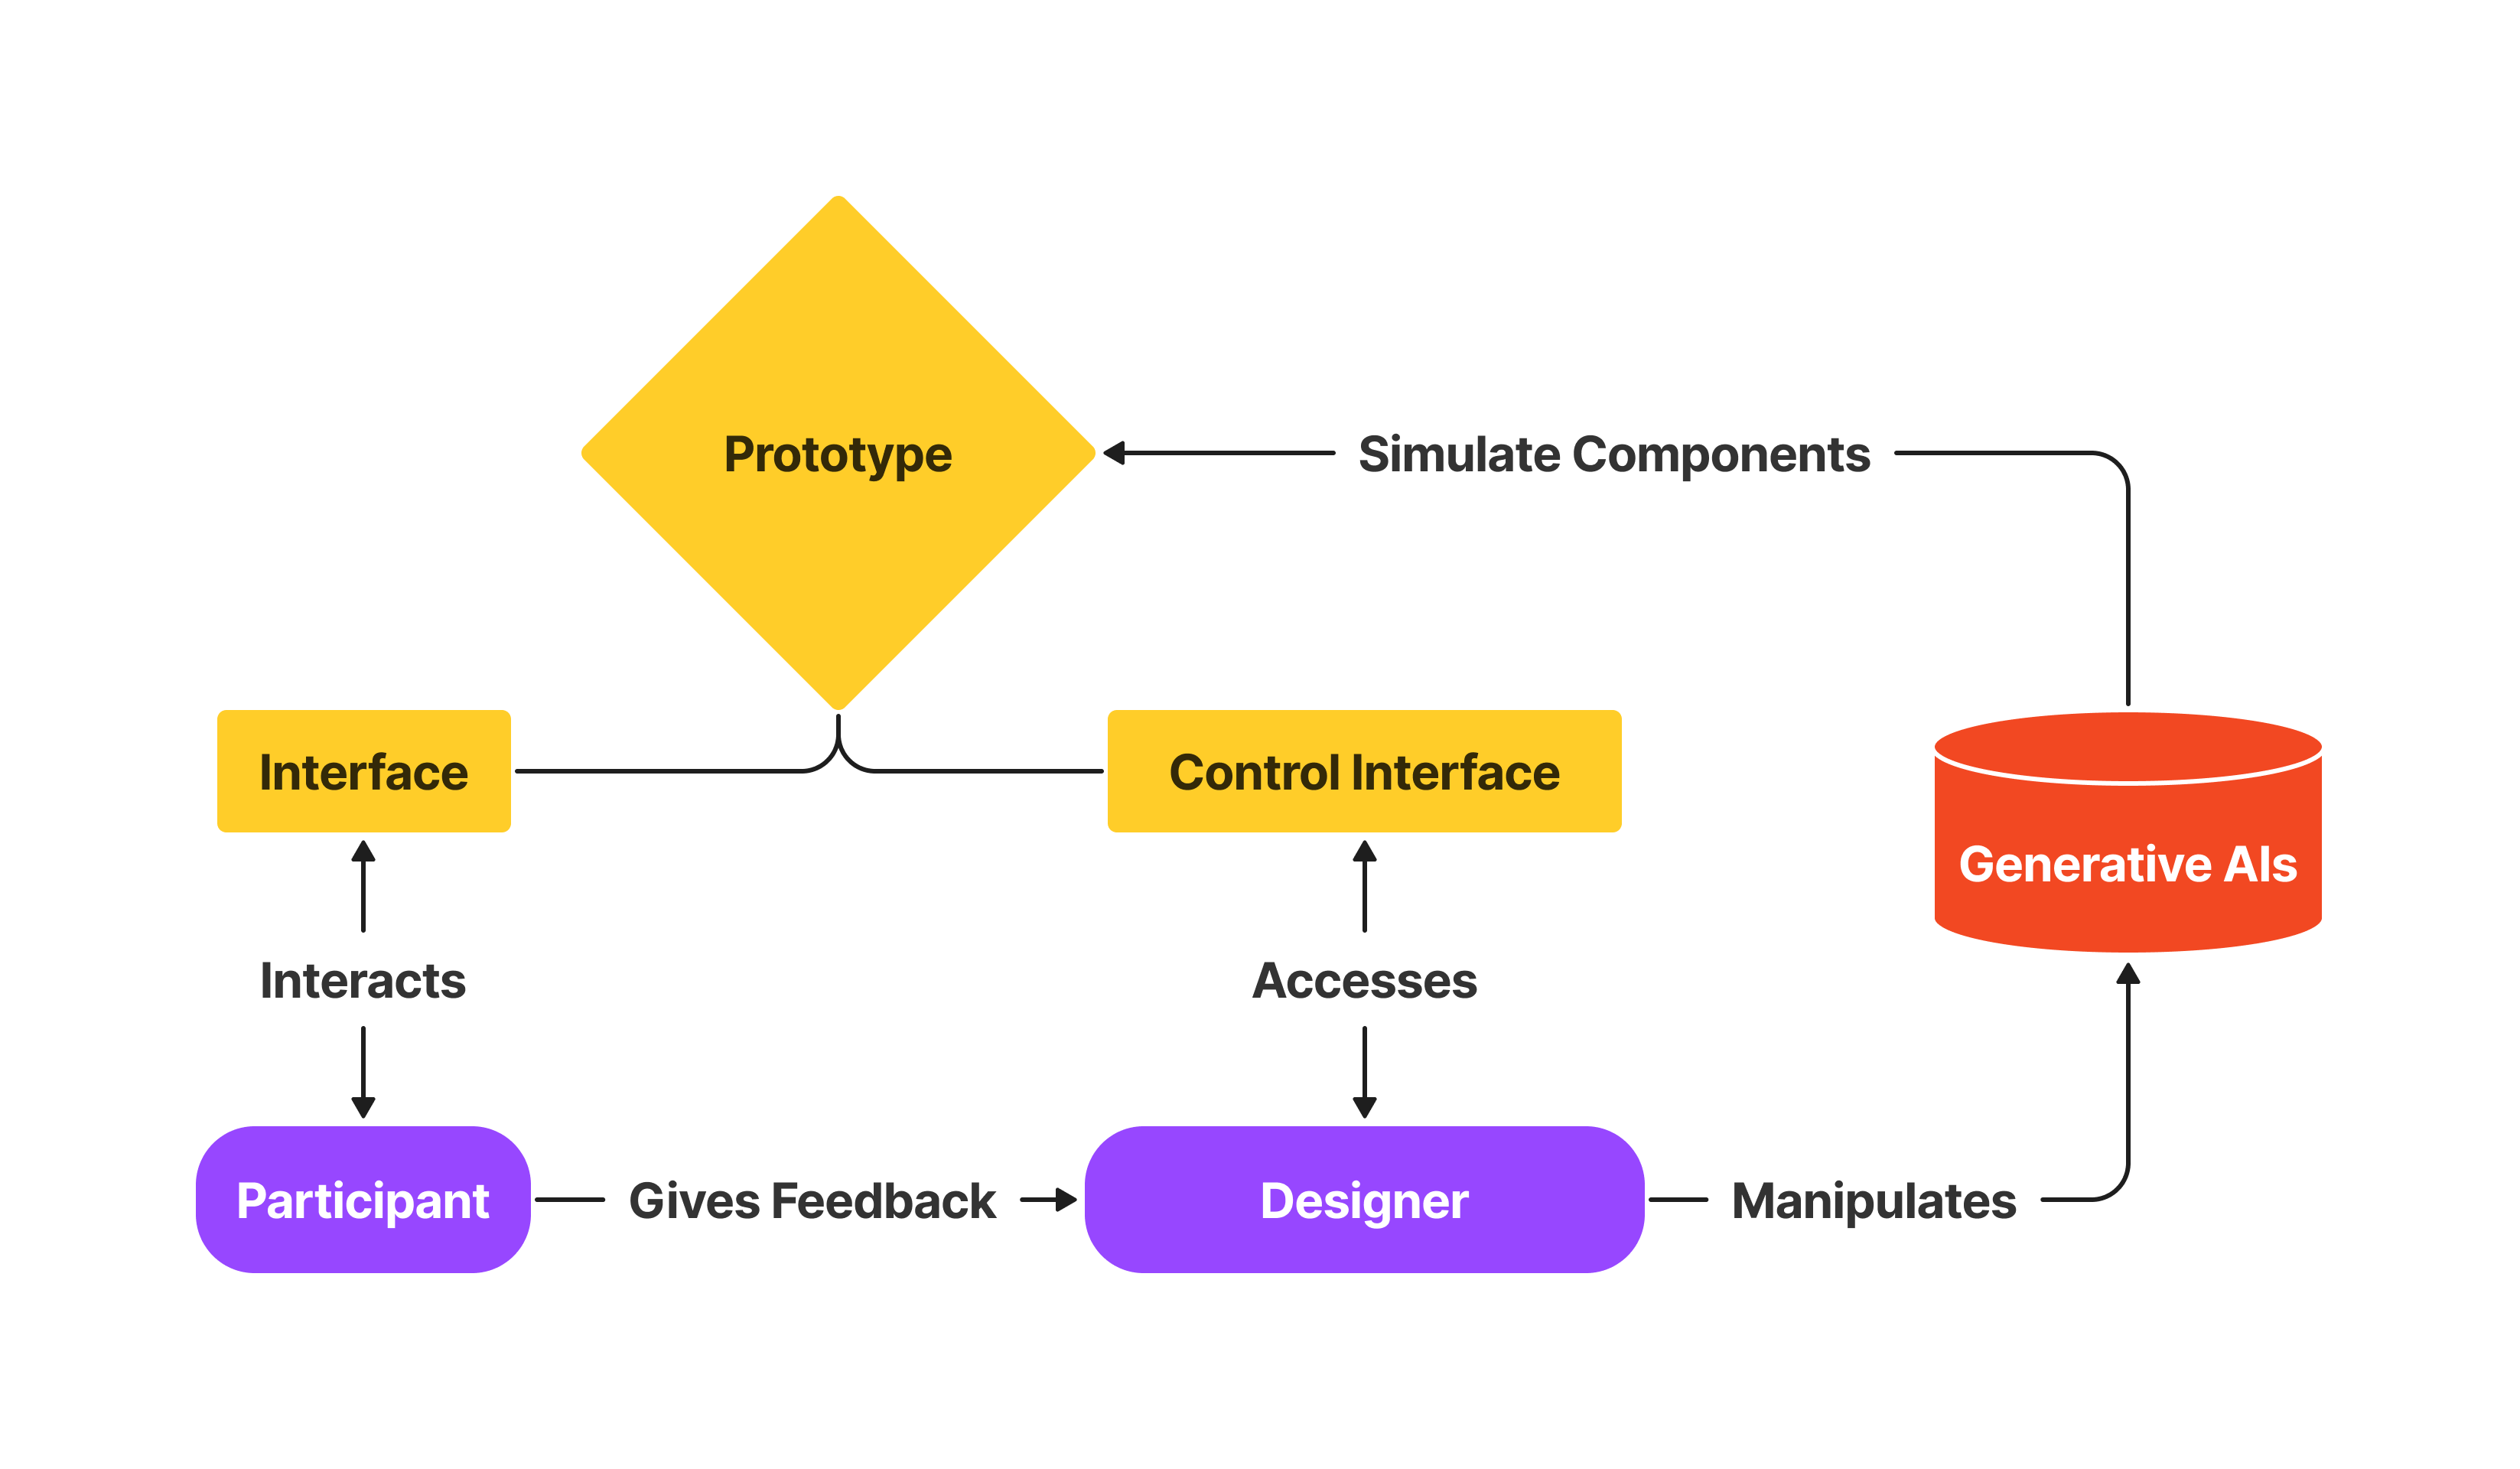 Prototype
Simulate Components
Interface
Control Interface
Generative AIs
Interacts
Accesses
Participant
Gives Feedback
Designer
Manipulates